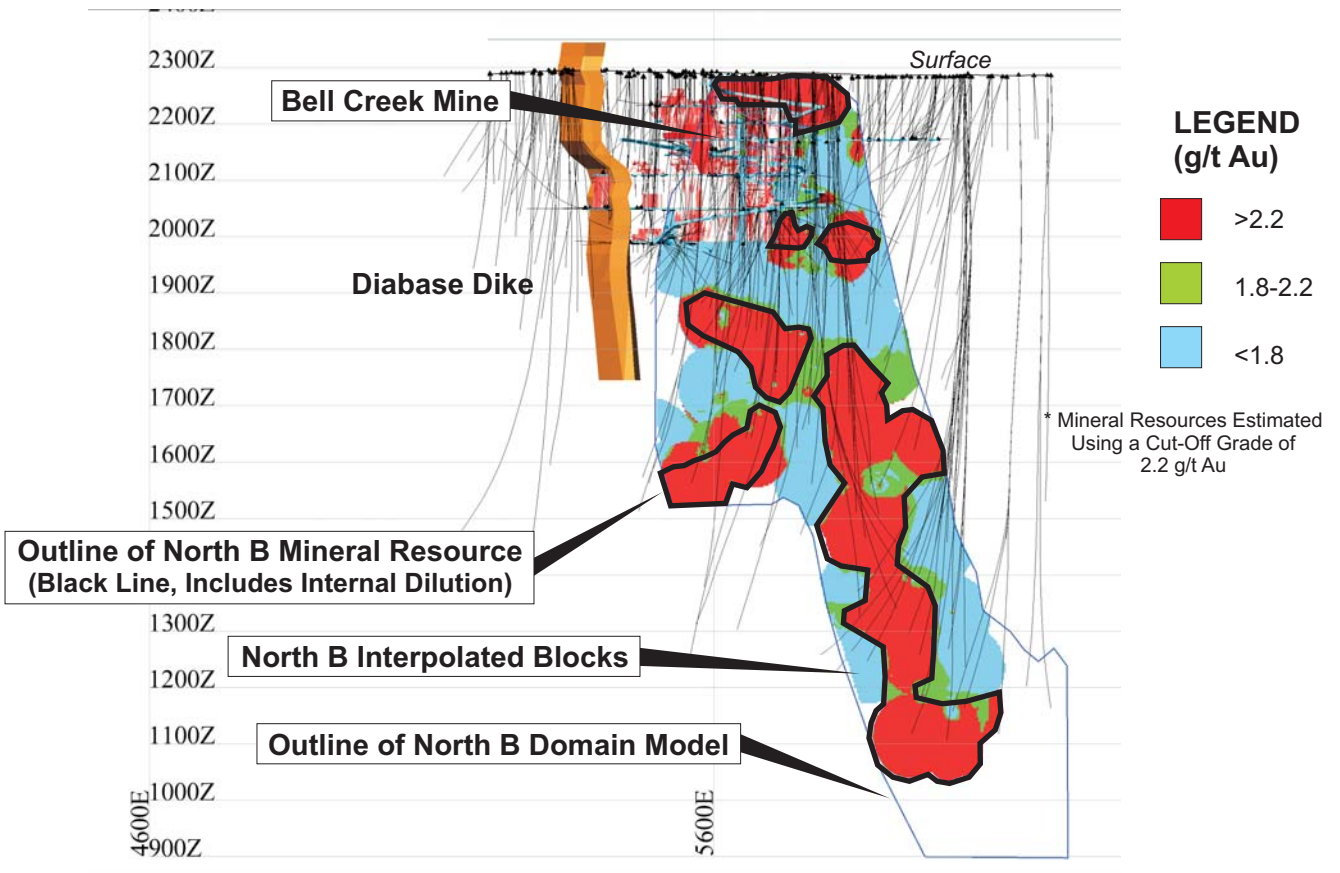 2400Z
2300Z
Surface
Bell Creek Mine
2200Z
2100Z
2000Z
Diabase Dike
1900Z
1800Z
1700Z
1600Z
1500Z
Outline of North B Mineral Resource
(Black Line, Includes Internal Dilution)
1300Z
North B Interpolated Blocks
1200Z
1100Z
Outline of North B Domain Model
1000Z
4600E
5600E
900Z
LEGEND
(g/t Au)
>2.2
1.8-2.2
<1.8
* Mineral Resources Estimated
Using a Cut-Off Grade of
2.2 g/t Au